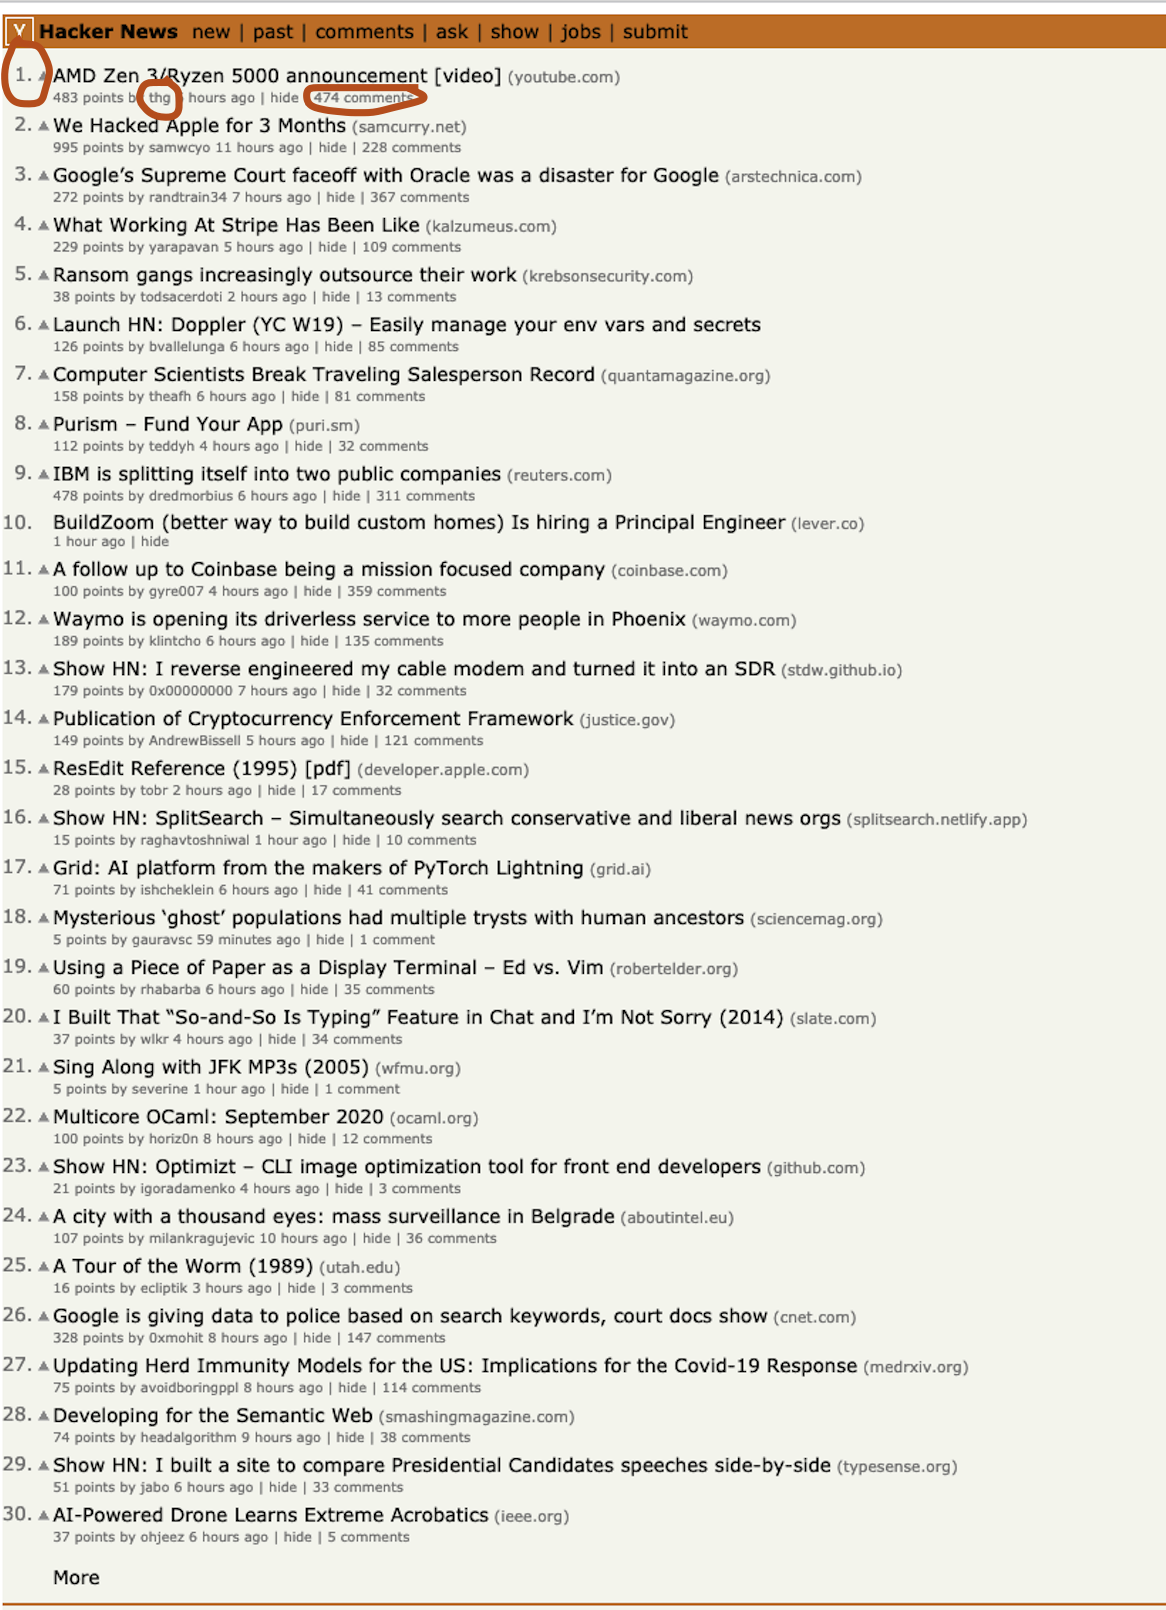 Y Hacker News new | past | comments | ask | show | jobs | submit
1. AMD Zen 3/Ryzen 5000 announcement [video] (youtube.com)
483 points by thg hours ago | hide 474 comments
2. We Hacked Apple for 3 Months (samcurry.net)
995 points by samwcyo 11 hours ago | hide | 228 comments
3. Google’s Supreme Court faceoff with Oracle was a disaster for Google (arstechnica.com)
272 points by randtrain34 7 hours ago | hide | 367 comments
4. What Working At Stripe Has Been Like (kalzumeus.com)
229 points by yarapavan 5 hours ago | hide | 109 comments
5. Ransom gangs increasingly outsource their work (krebsonsecurity.com)
38 points by todsacerdoti 2 hours ago | hide | 13 comments
6. Launch HN: Doppler (YC W19) – Easily manage your env vars and secrets
126 points by bvallelunga 6 hours ago | hide | 85 comments
7. Computer Scientists Break Traveling Salesperson Record (quantamagazine.org)
158 points by theafh 6 hours ago | hide | 81 comments
8. Purism – Fund Your App (puri.sm)
112 points by teddyh 4 hours ago | hide | 32 comments
9. IBM is splitting itself into two public companies (reuters.com)
478 points by dredmorbius 6 hours ago | hide | 311 comments
10. BuildZoom (better way to build custom homes) Is hiring a Principal Engineer (lever.co)
1 hour ago | hide
11. A follow up to Coinbase being a mission focused company (coinbase.com)
100 points by gyre007 4 hours ago | hide | 359 comments
12. Waymo is opening its driverless service to more people in Phoenix (waymo.com)
189 points by klintcho 6 hours ago | hide | 135 comments
13. Show HN: I reverse engineered my cable modem and turned it into an SDR (stdw.github.io)
179 points by 0x00000000 7 hours ago | hide | 32 comments
14. Publication of Cryptocurrency Enforcement Framework (justice.gov)
149 points by AndrewBissell 5 hours ago | hide | 121 comments
15. ResEdit Reference (1995) [pdf] (developer.apple.com)
28 points by tobr 2 hours ago | hide | 17 comments
16. Show HN: SplitSearch – Simultaneously search conservative and liberal news orgs (splitsearch.netlify.app)
15 points by raghavtoshniwal 1 hour ago | hide | 10 comments
17. Grid: AI platform from the makers of PyTorch Lightning (grid.ai)
71 points by ishcheklein 6 hours ago | hide | 41 comments
18. Mysterious ‘ghost’ populations had multiple trysts with human ancestors (sciencemag.org)
5 points by gauravsc 59 minutes ago | hide | 1 comment
19. Using a Piece of Paper as a Display Terminal – Ed vs. Vim (robertelder.org)
60 points by rhabarba 6 hours ago | hide | 35 comments
20. I Built That “So-and-So Is Typing” Feature in Chat and I’m Not Sorry (2014) (slate.com)
37 points by wlkr 4 hours ago | hide | 34 comments
21. Sing Along with JFK MP3s (2005) (wfmu.org)
5 points by severine 1 hour ago | hide | 1 comment
22. Multicore OCaml: September 2020 (ocaml.org)
100 points by horiz0n 8 hours ago | hide | 12 comments
23. Show HN: Optimizt – CLI image optimization tool for front end developers (github.com)
21 points by igoradamenko 4 hours ago | hide | 3 comments
24. A city with a thousand eyes: mass surveillance in Belgrade (aboutintel.eu)
107 points by milankragujevic 10 hours ago | hide | 36 comments
25. A Tour of the Worm (1989) (utah.edu)
16 points by ecliptik 3 hours ago | hide | 3 comments
26. Google is giving data to police based on search keywords, court docs show (cnet.com)
328 points by 0xmohit 8 hours ago | hide | 147 comments
27. Updating Herd Immunity Models for the US: Implications for the Covid-19 Response (medrxiv.org)
75 points by avoidboringppl 8 hours ago | hide | 114 comments
28. Developing for the Semantic Web (smashingmagazine.com)
74 points by headalgorithm 9 hours ago | hide | 38 comments
29. Show HN: I built a site to compare Presidential Candidates speeches side-by-side (typesense.org)
51 points by jabo 6 hours ago | hide | 33 comments
30. AI-Powered Drone Learns Extreme Acrobatics (ieee.org)
37 points by ohjeez 6 hours ago | hide | 5 comments
More